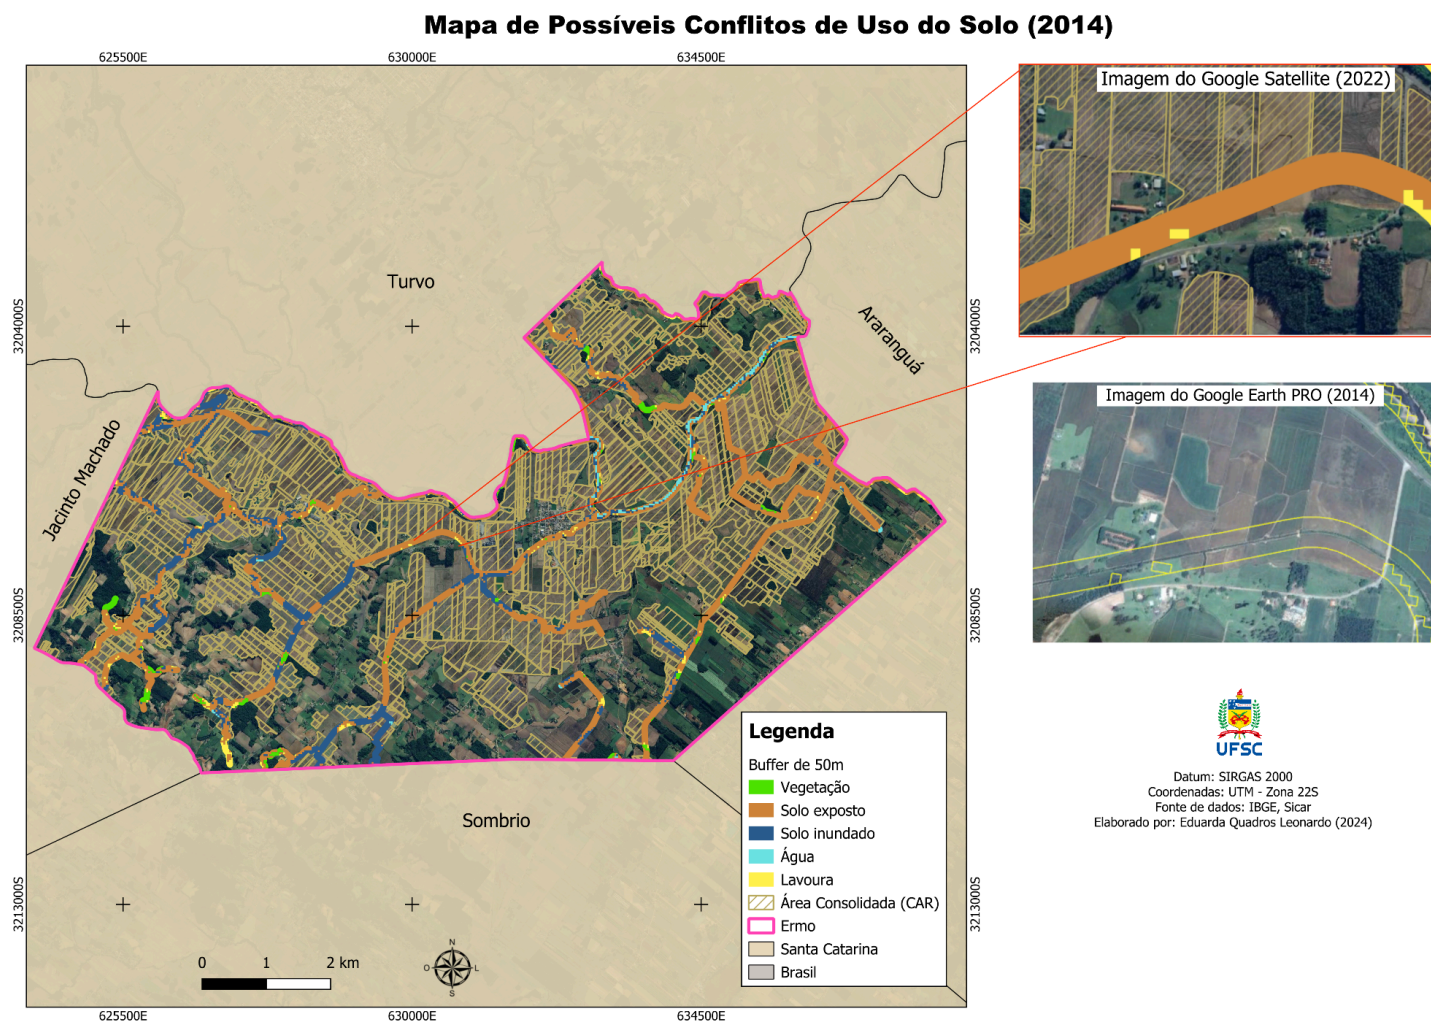 Mapa de Possíveis Conflitos de Uso do Solo (2014)
625500E
630000E
634500E
Imagem do Google Satellite (2022)
Turvo
Araranguá
3204000S
3204000S
Imagem do Google Earth PRO (2014)
Jacinto Machado
3208500S
3208500S
Sombrio
Legenda
Buffer de 50m
Vegetação
Solo exposto
Solo inundado
Água
Lavoura
Área Consolidada (CAR)
Ermo
Santa Catarina
Brasil
UFSC
Datum: SIRGAS 2000
Coordenadas: UTM - Zona 22S
Fonte de dados: IBGE, Sicar
Elaborado por: Eduarda Quadros Leonardo (2024)
3213000S
3213000S
0 1 2 km
N
O L
S
625500E
630000E
634500E